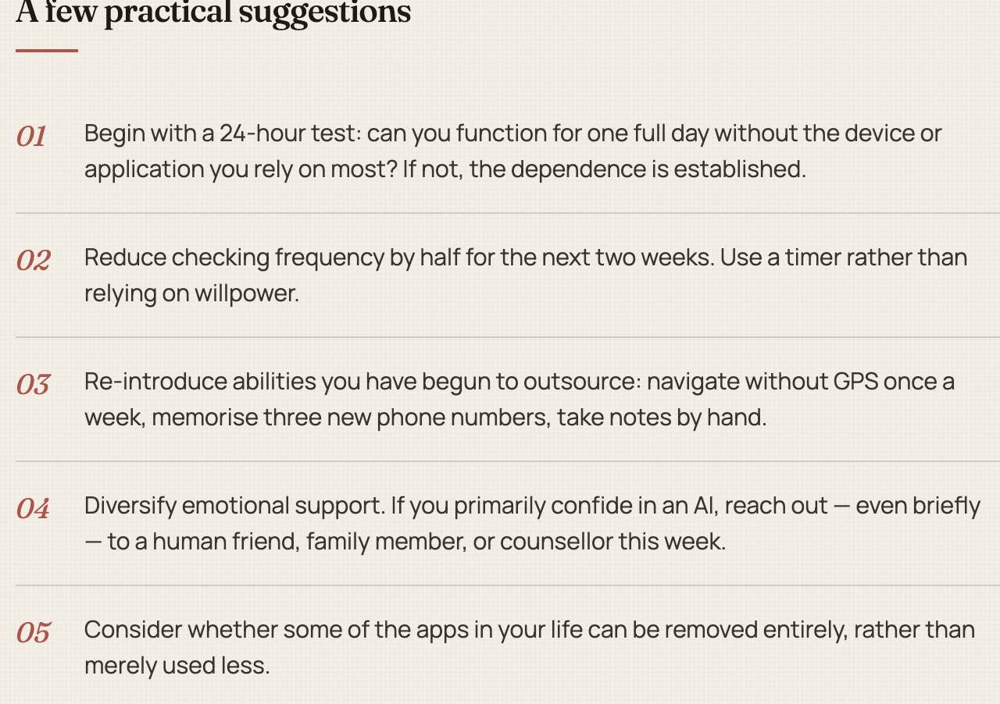 A few practical suggestions
01 Begin with a 24-hour test: can you function for one full day without the device or
application you rely on most? If not, the dependence is established.
02 Reduce checking frequency by half for the next two weeks. Use a timer rather than
relying on willpower.
03 Re-introduce abilities you have begun to outsource: navigate without GPS once a
week, memorise three new phone numbers, take notes by hand.
04 Diversify emotional support. If you primarily confide in an AI, reach out — even briefly
— to a human friend, family member, or counsellor this week.
05 Consider whether some of the apps in your life can be removed entirely, rather than
merely used less.